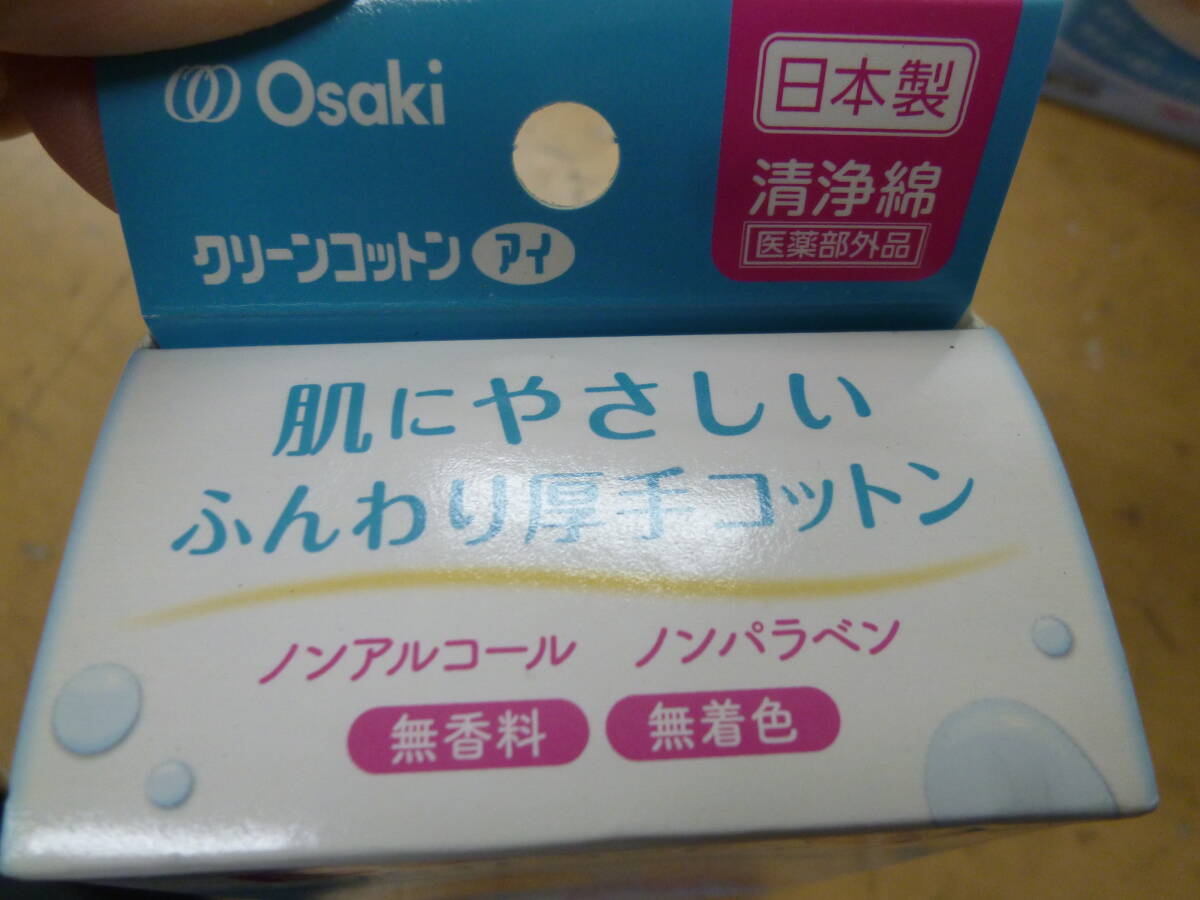 Osaki
日本製
清浄綿
医薬部外品
クリーンコットン アイ
肌にやさしい
ふんわり厚手コットン
ノンアルコール ノンパラベン
無香料 無着色